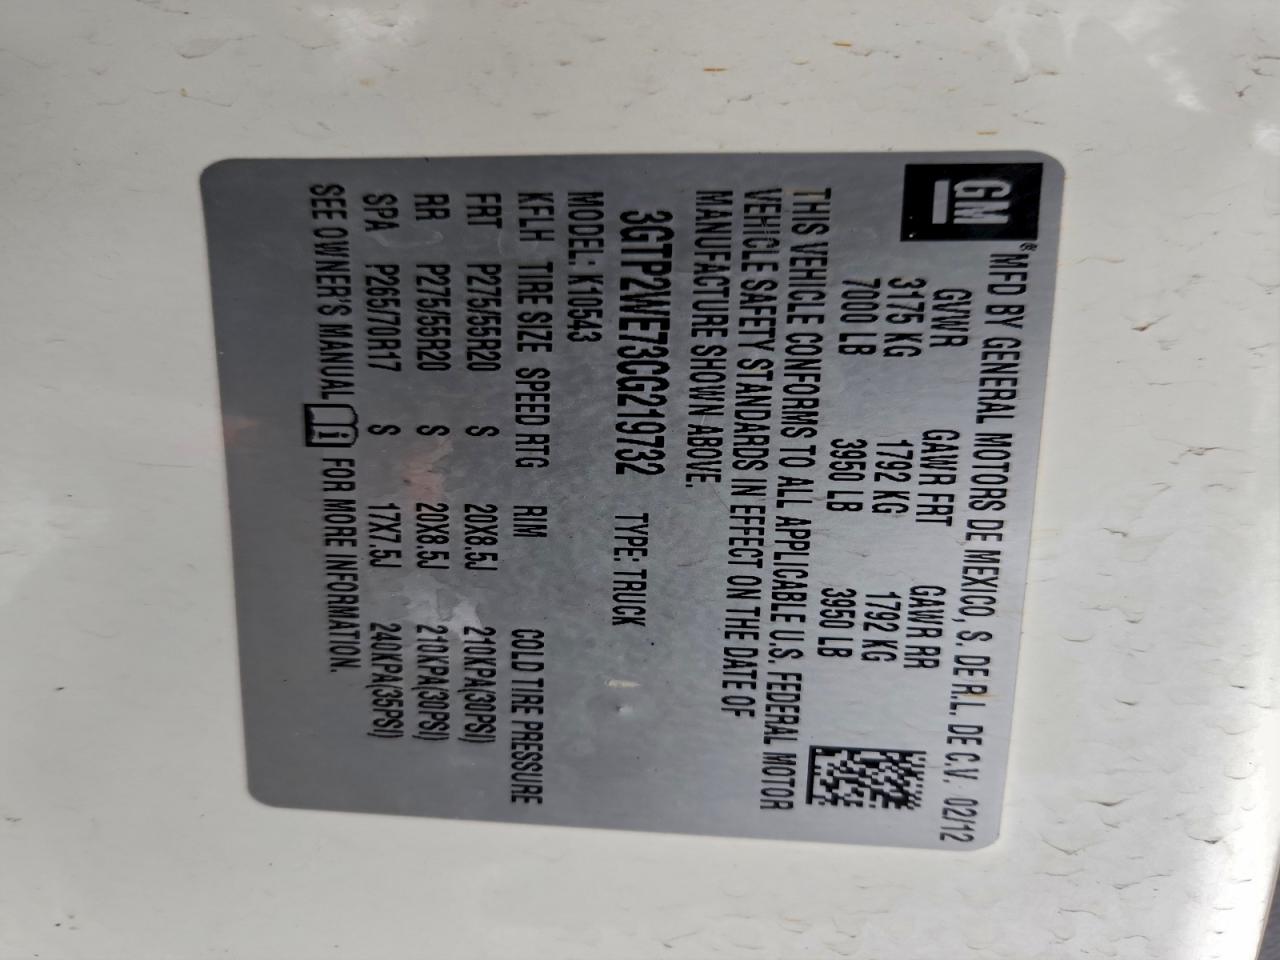 GM ® MFD BY GENERAL MOTORS DE MEXICO, S. DE R.L. DE C.V. 02/12
GVWR GAWR FRT GAWR RR
3175 KG 1792 KG 1792 KG
7000 LB 3950 LB 3950 LB
THIS VEHICLE CONFORMS TO ALL APPLICABLE U.S. FEDERAL MOTOR
VEHICLE SAFETY STANDARDS IN EFFECT ON THE DATE OF
MANUFACTURE SHOWN ABOVE.
3GTP2WE73CG219732 TYPE: TRUCK
MODEL: K10543
KFLH TIRE SIZE SPEED RTG RIM COLD TIRE PRESSURE
FRT P275/55R20 S 20X8.5J 210KPA(30PSI)
RR P275/55R20 S 20X8.5J 210KPA(30PSI)
SPA P265/70R17 S 17X7.5J 240KPA(35PSI)
SEE OWNER'S MANUAL FOR MORE INFORMATION.